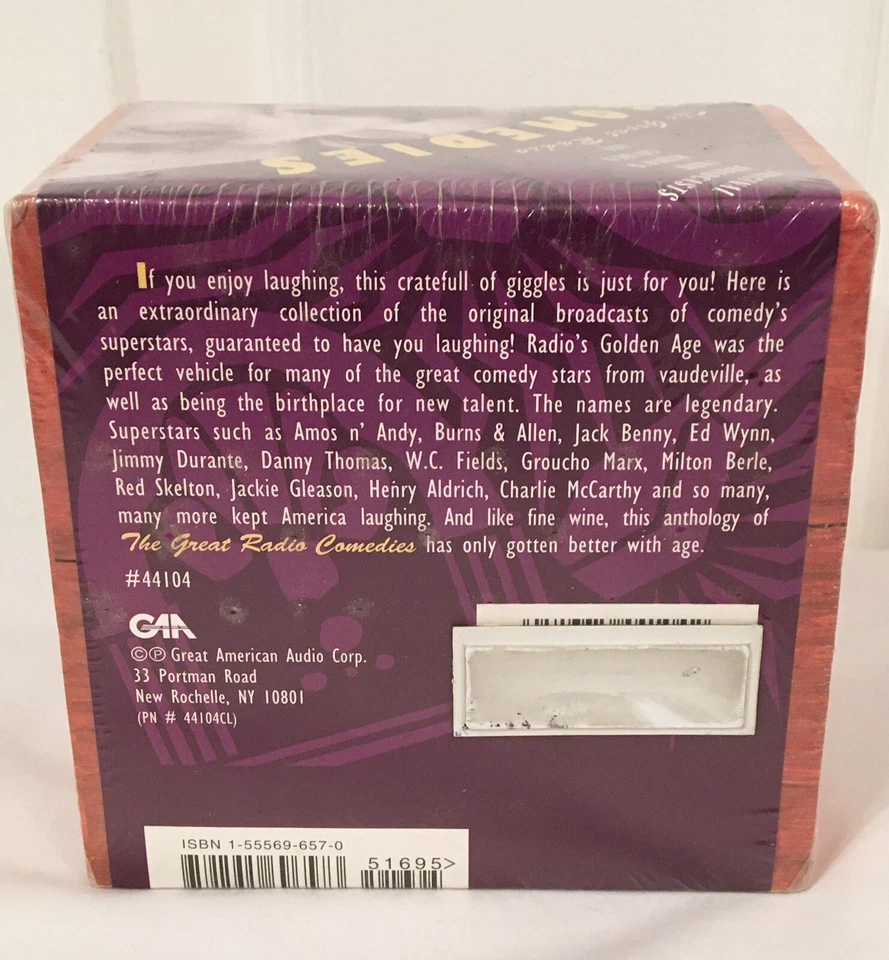 The Great Radio
COMEDIES
If you enjoy laughing, this cratefull of giggles is just for you! Here is
an extraordinary collection of the original broadcasts of comedy's
superstars, guaranteed to have you laughing! Radio's Golden Age was the
perfect vehicle for many of the great comedy stars from vaudeville, as
well as being the birthplace for new talent. The names are legendary.
Superstars such as Amos n' Andy, Burns & Allen, Jack Benny, Ed Wynn,
Jimmy Durante, Danny Thomas, W.C. Fields, Groucho Marx, Milton Berle,
Red Skelton, Jackie Gleason, Henry Aldrich, Charlie McCarthy and so many,
many more kept America laughing. And like fine wine, this anthology of
The Great Radio Comedies has only gotten better with age.
#44104
GAA
©℗ Great American Audio Corp.
33 Portman Road
New Rochelle, NY 10801
(PN # 44104CL)
ISBN 1-55569-657-0
51695>